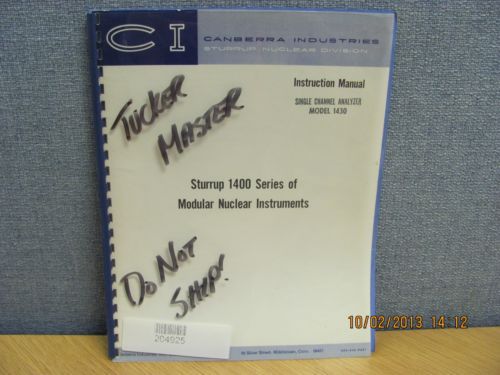 CI
CANBERRA INDUSTRIES
STURRUP NUCLEAR DIVISION
Instruction Manual
SINGLE CHANNEL ANALYZER
MODEL 1430
TUCKER
MASTER
Sturrup 1400 Series of
Modular Nuclear Instruments
DO NOT
SHIP!
204925
10/02/2013 14:12